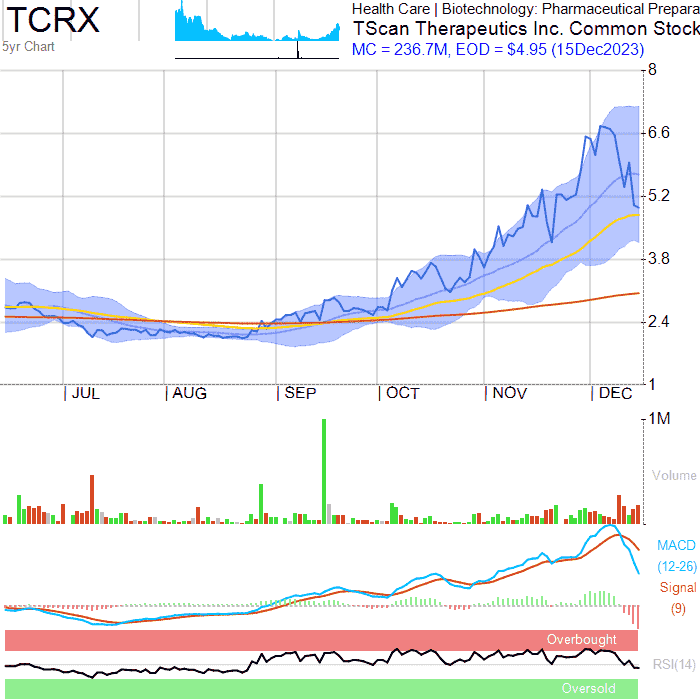 TCRX
5yr Chart
Health Care | Biotechnology: Pharmaceutical Prepara
TScan Therapeutics Inc. Common Stock
MC = 236.7M, EOD = $4.95 (15Dec2023)
8
6.6
5.2
3.8
2.4
1
JUL AUG SEP OCT NOV DEC
1M
Volume
MACD
(12-26)
Signal
(9)
Overbought
RSI(14)
Oversold